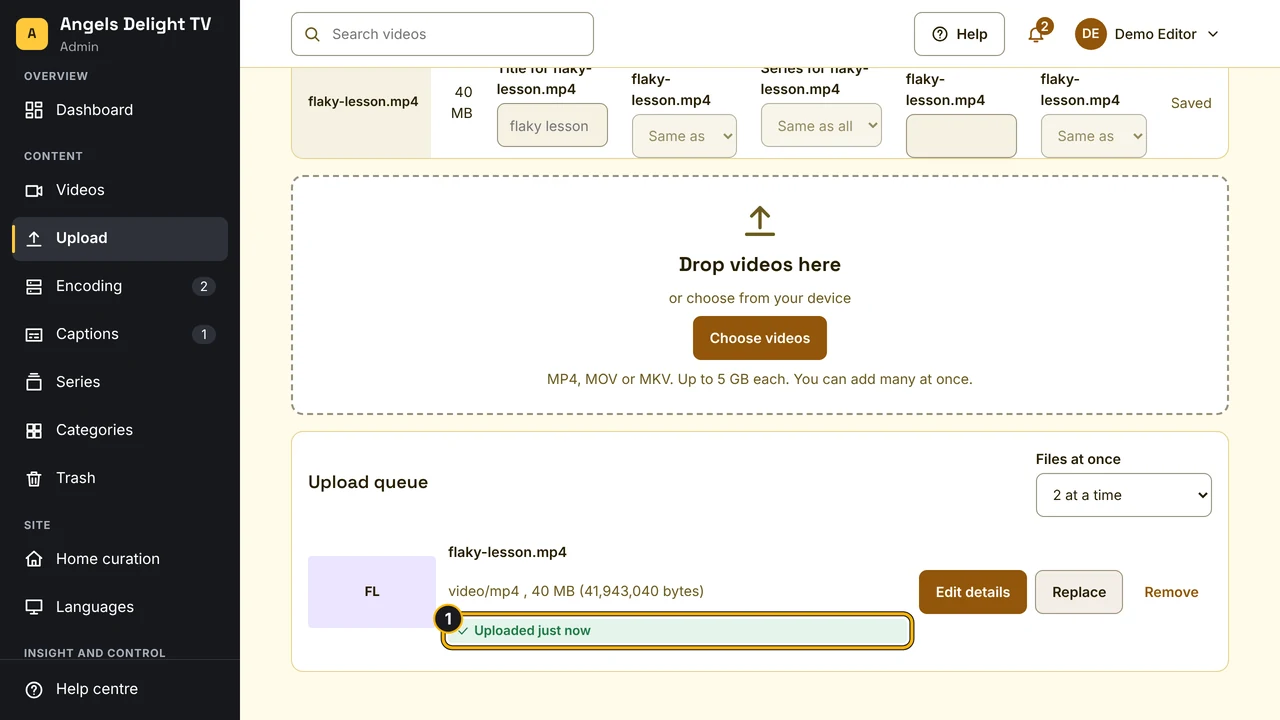 A
Angels Delight TV
Admin
OVERVIEW
Dashboard
CONTENT
Videos
Upload
Encoding 2
Captions 1
Series
Categories
Trash
SITE
Home curation
Languages
INSIGHT AND CONTROL
Help centre
Search videos
Help
2
DE
Demo Editor
flaky-lesson.mp4
40 MB
Title for flaky-lesson.mp4
flaky lesson
flaky-lesson.mp4
Same as
Series for flaky-lesson.mp4
Same as all
flaky-lesson.mp4
flaky-lesson.mp4
Same as
Saved
Drop videos here
or choose from your device
Choose videos
MP4, MOV or MKV. Up to 5 GB each. You can add many at once.
Upload queue
Files at once
2 at a time
FL
flaky-lesson.mp4
video/mp4 , 40 MB (41,943,040 bytes)
1
Uploaded just now
Edit details
Replace
Remove